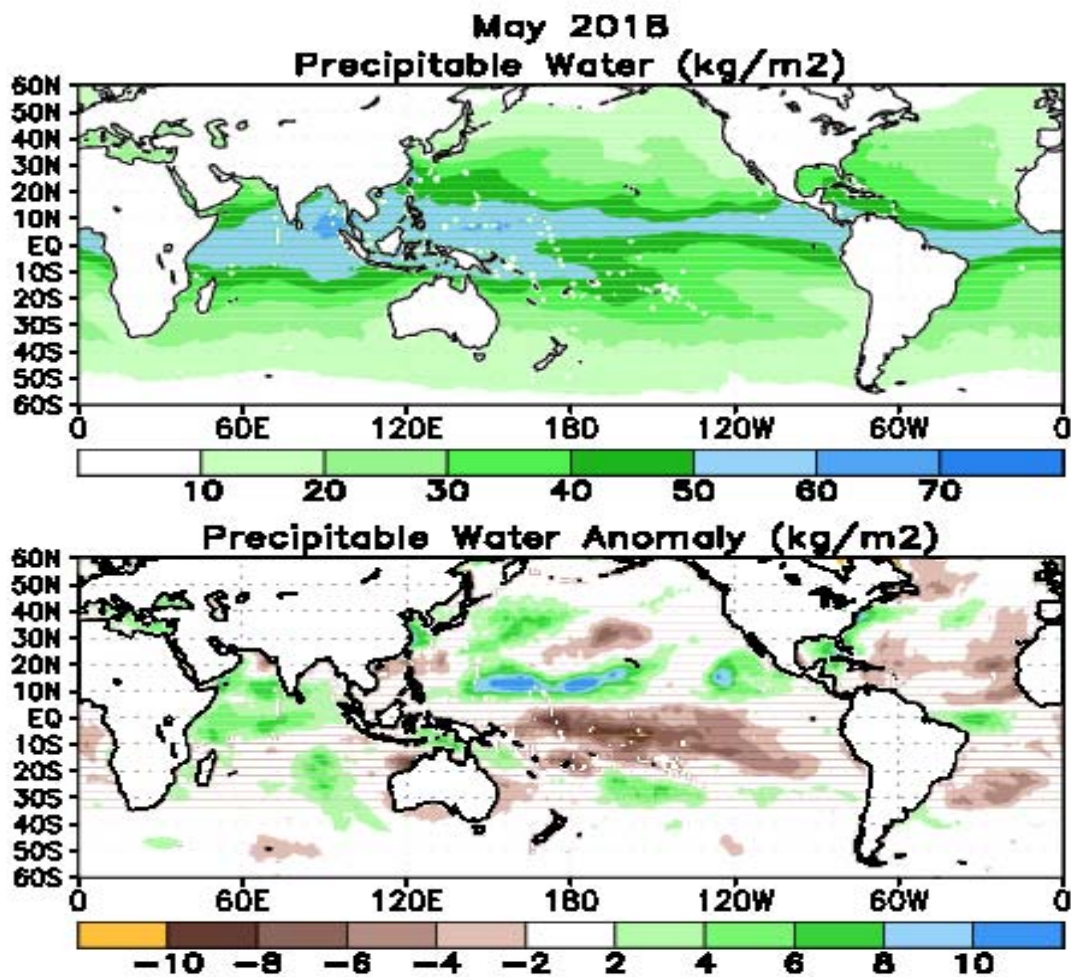 May 2018
Precipitable Water (kg/m2)
60N
50N
40N
30N
20N
10N
EQ
10S
20S
30S
40S
50S
60S
0 60E 120E 180 120W 60W 0
10 20 30 40 50 60 70
Precipitable Water Anomaly (kg/m2)
60N
50N
40N
30N
20N
10N
EQ
10S
20S
30S
40S
50S
60S
0 60E 120E 180 120W 60W 0
-10 -8 -6 -4 -2 2 4 6 8 10